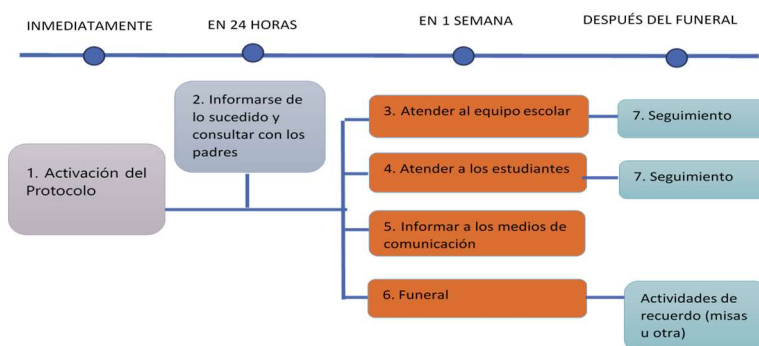 INMEDIATAMENTE
EN 24 HORAS
EN 1 SEMANA
DESPUÉS DEL FUNERAL
1. Activación del
Protocolo
2. Informarse de
lo sucedido y
consultar con los
padres
3. Atender al equipo escolar
4. Atender a los estudiantes
5. Informar a los medios de
comunicación
6. Funeral
7. Seguimiento
7. Seguimiento
Actividades de
recuerdo (misas
u otra)